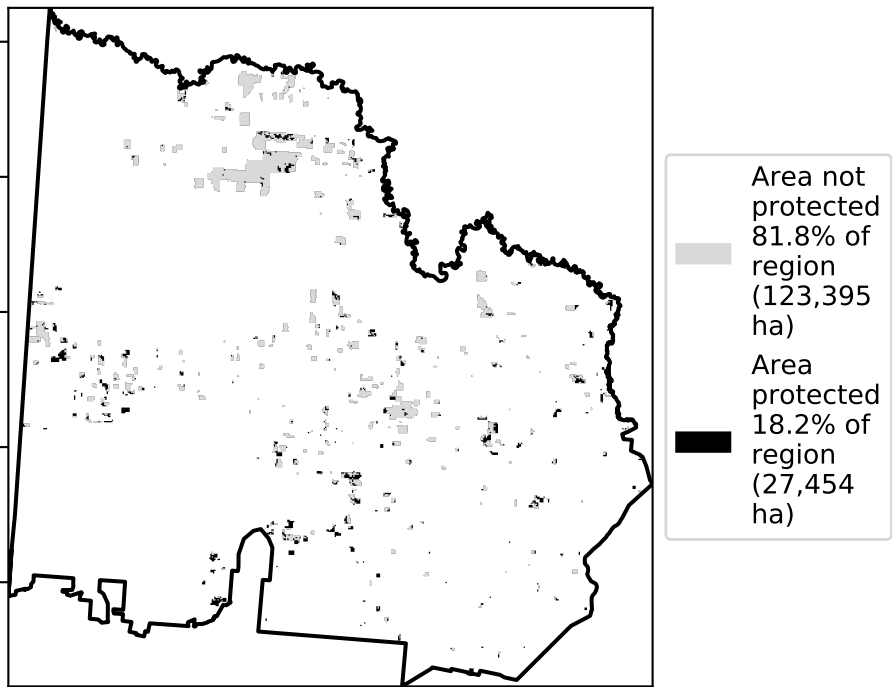 Area not
protected
81.8% of
region
(123,395
ha)
Area
protected
18.2% of
region
(27,454
ha)